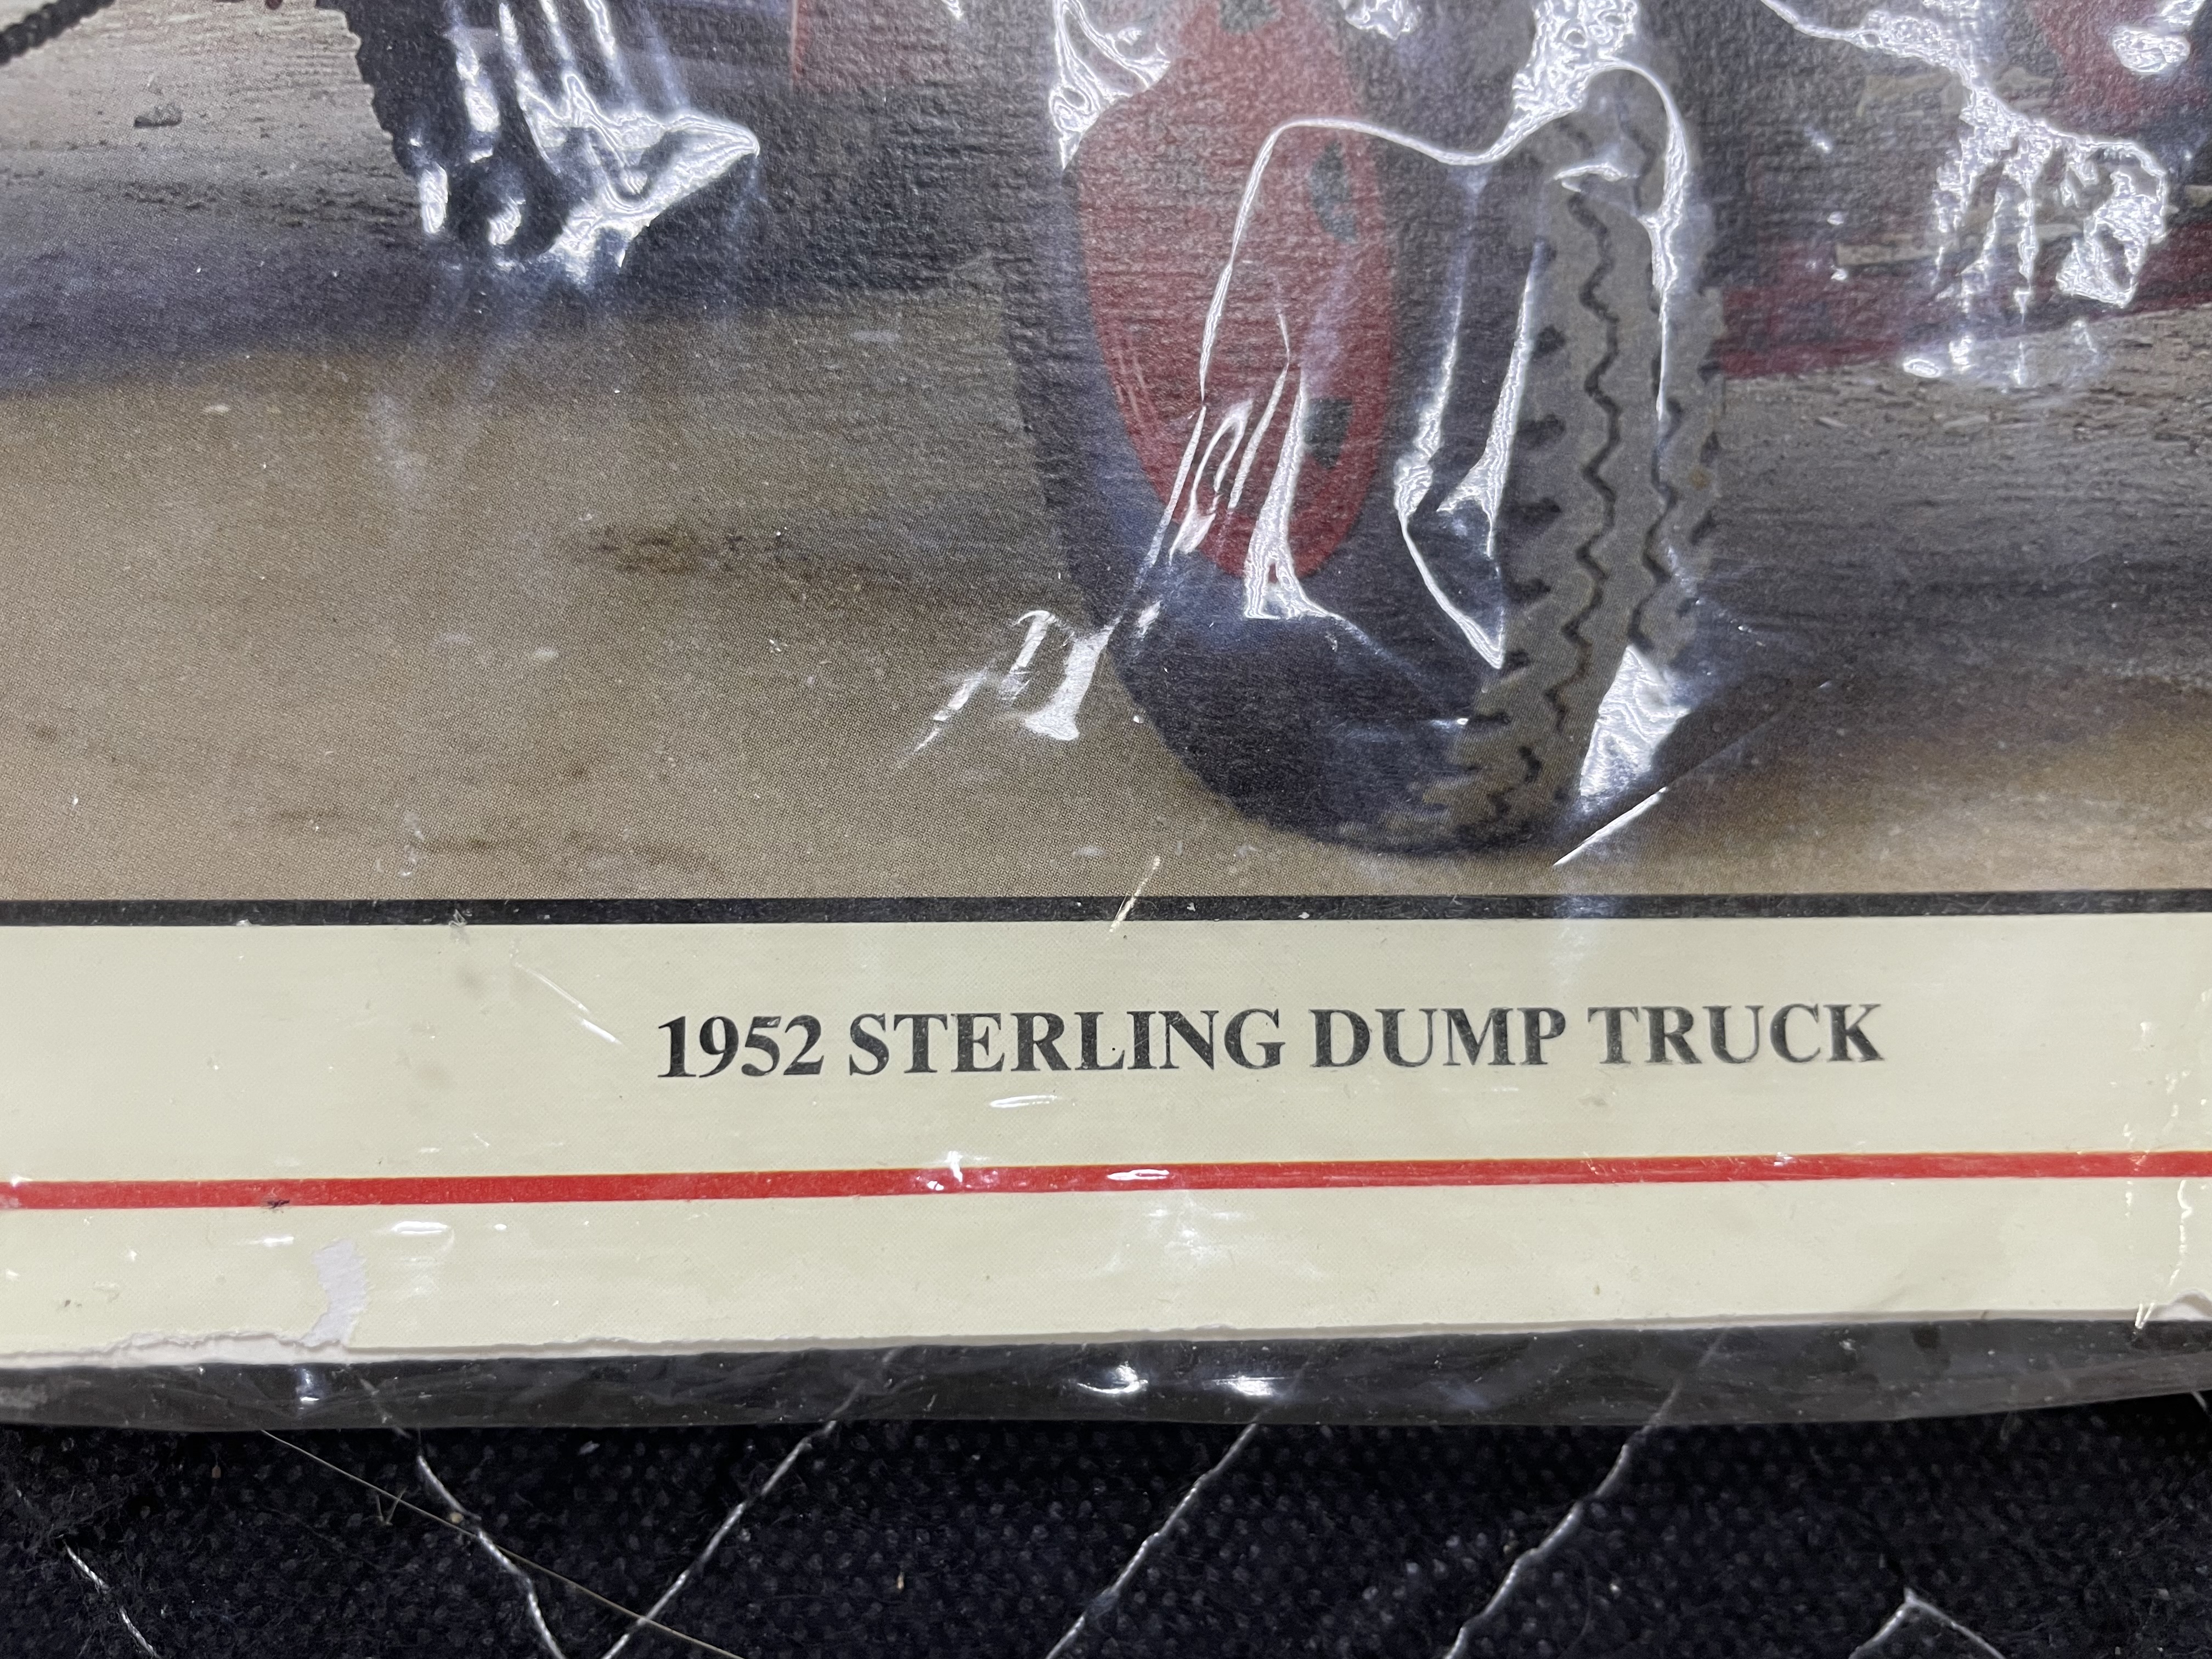 1952 STERLING DUMP TRUCK